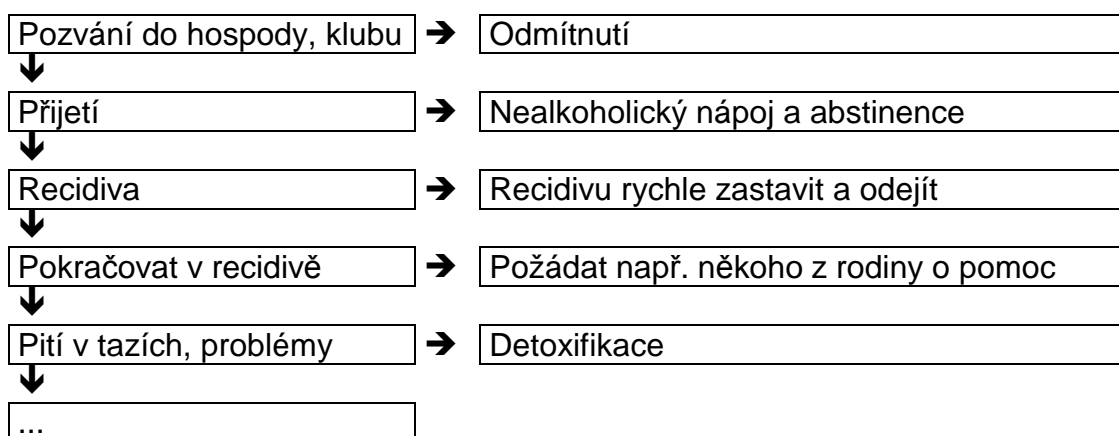 Pozvání do hospody, klubu → Odmítnutí
Přijetí → Nealkoholický nápoj a abstinence
Recidiva → Recidivu rychle zastavit a odejít
Pokračovat v recidivě → Požádat např. někoho z rodiny o pomoc
Pití v tazích, problémy → Detoxifikace
...